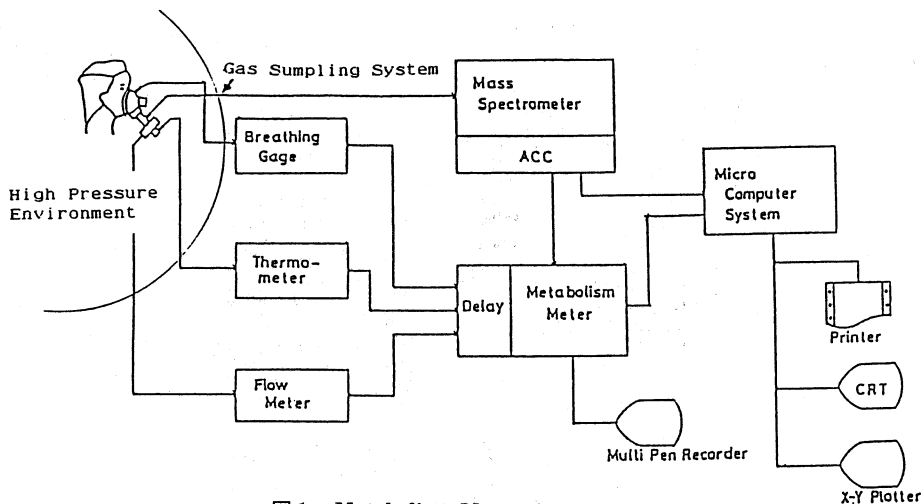 Gas Sumpling System
Mass
Spectrometer
ACC
Breathing
Gage
High Pressure
Environment
Micro
Computer
System
Thermo-
meter
Delay
Metabolism
Meter
Printer
Flow
Meter
CRT
Multi Pen Recorder
X-Y Plotter